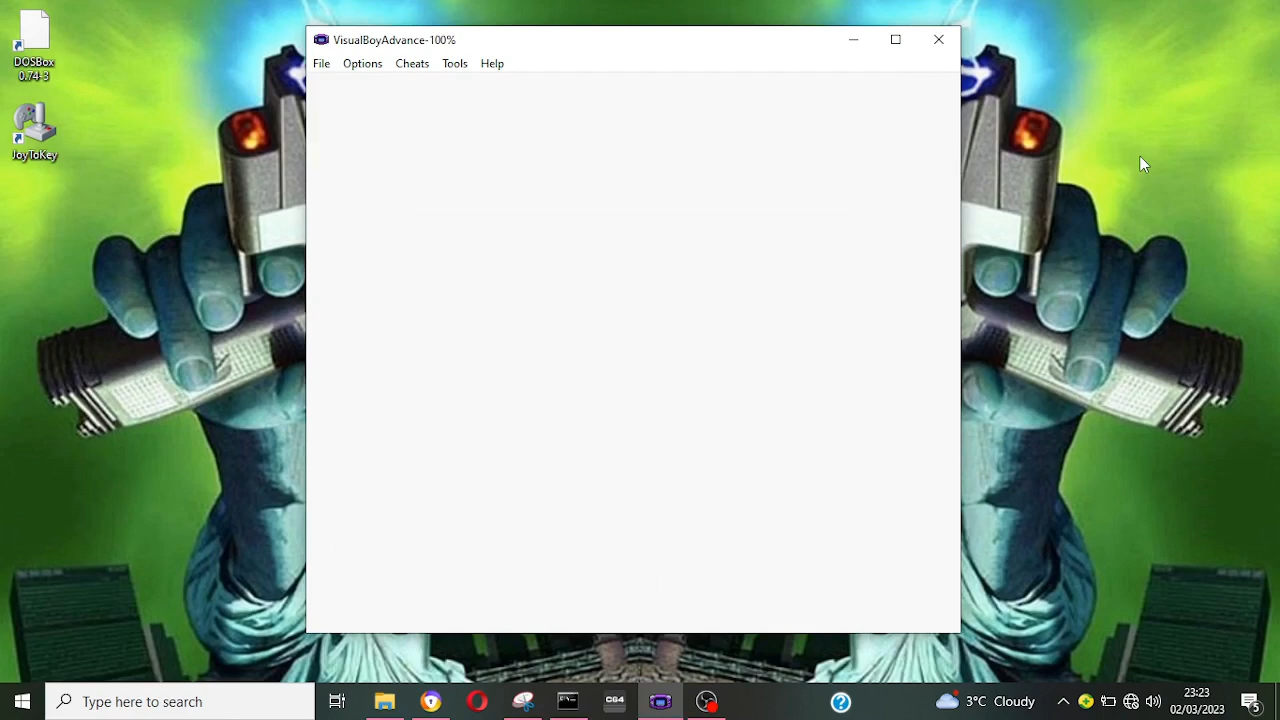 DOSBox
0.74-3
JoyToKey
VisualBoyAdvance-100%
File Options Cheats Tools Help
Type here to search
C64
3°C Cloudy
23:23
02/03/2023
5